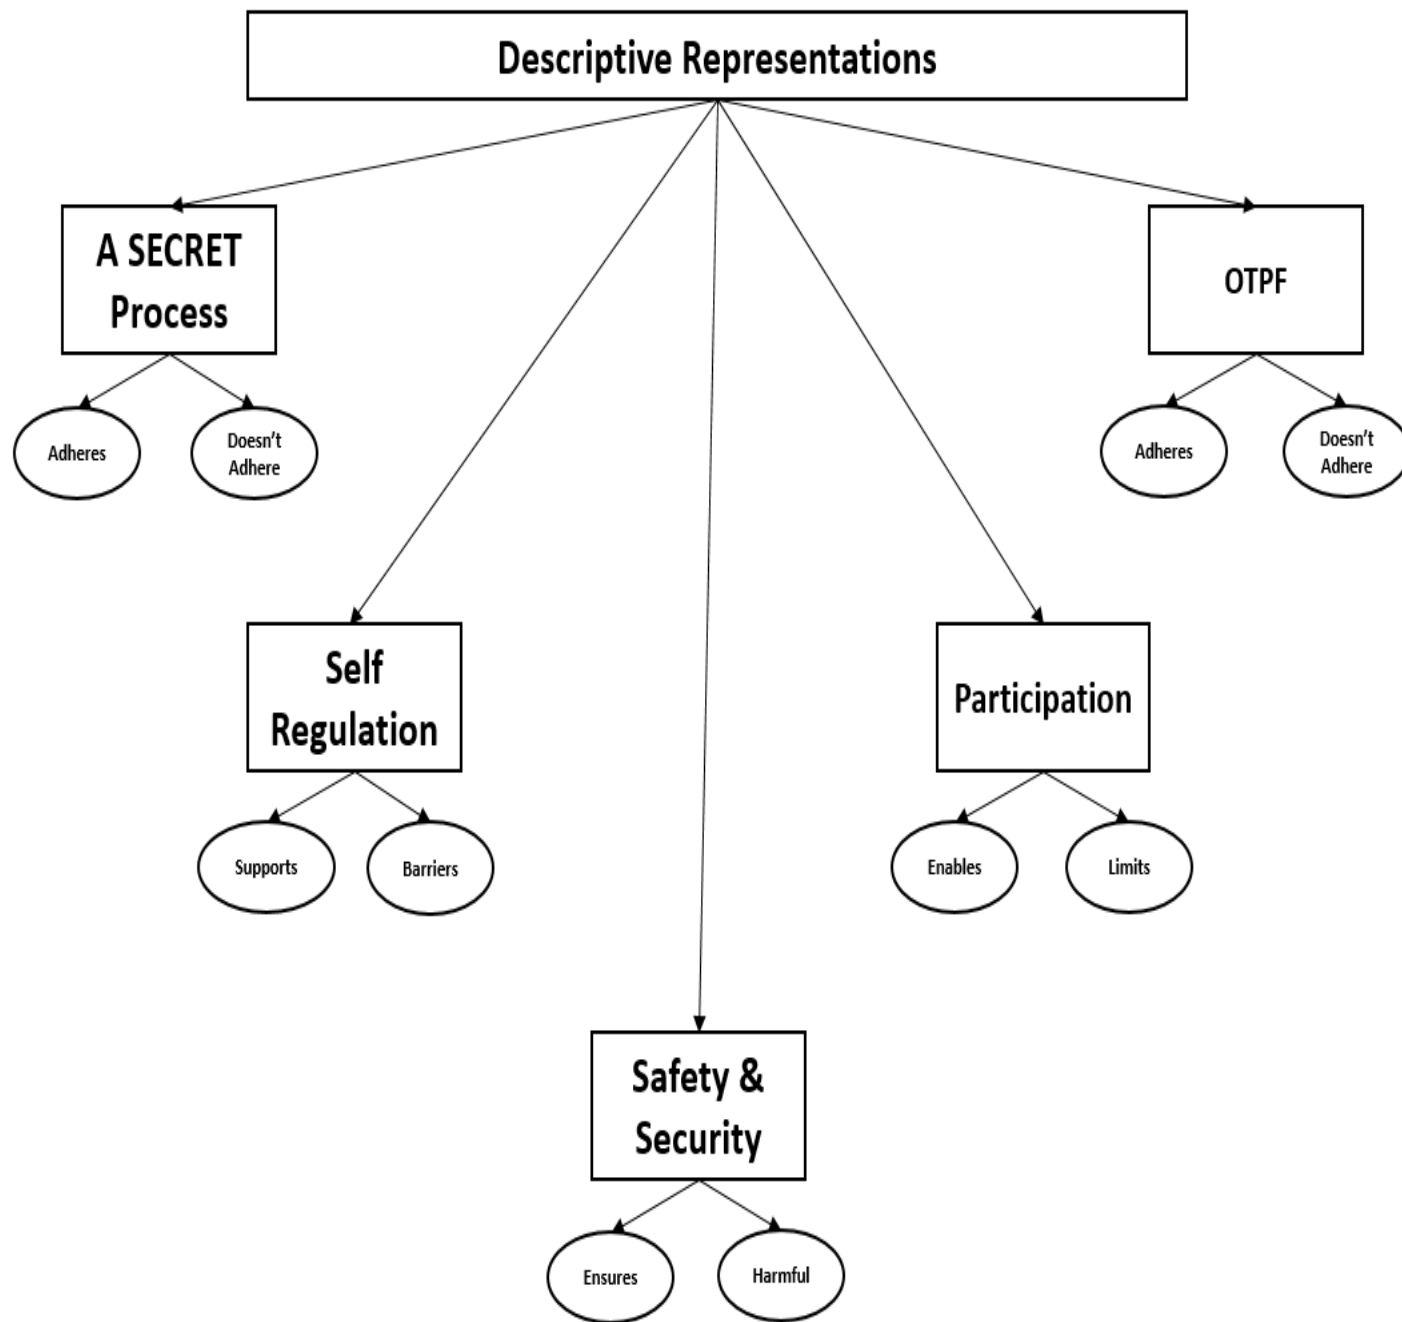 Descriptive Representations
A SECRET
Process
OTPF
Adheres
Doesn't
Adhere
Adheres
Doesn't
Adhere
Self
Regulation
Participation
Supports
Barriers
Enables
Limits
Safety &
Security
Ensures
Harmful